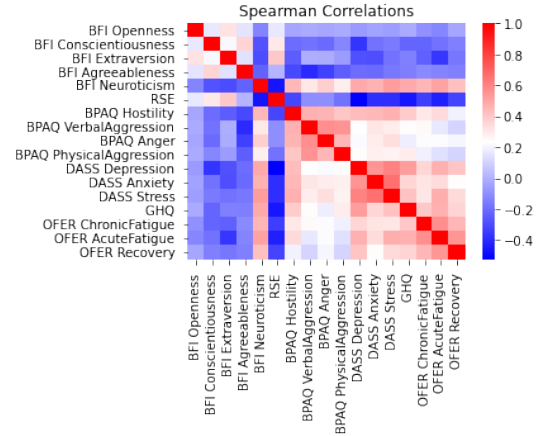 Spearman Correlations
BFI Openness
BFI Conscientiousness
BFI Extraversion
BFI Agreeableness
BFI Neuroticism
RSE
BPAQ Hostility
BPAQ VerbalAggression
BPAQ Anger
BPAQ PhysicalAggression
DASS Depression
DASS Anxiety
DASS Stress
GHQ
OFER ChronicFatigue
OFER AcuteFatigue
OFER Recovery
1.0
0.8
0.6
0.4
0.2
0.0
−0.2
−0.4
BFI Openness
BFI Conscientiousness
BFI Extraversion
BFI Agreeableness
BFI Neuroticism
RSE
BPAQ Hostility
BPAQ VerbalAggression
BPAQ Anger
BPAQ PhysicalAggression
DASS Depression
DASS Anxiety
DASS Stress
GHQ
OFER ChronicFatigue
OFER AcuteFatigue
OFER Recovery